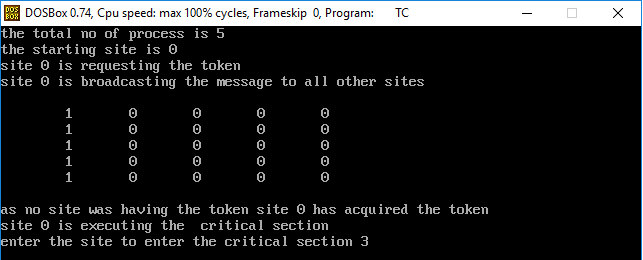 DOS BOX DOSBox 0.74, Cpu speed: max 100% cycles, Frameskip 0, Program: TC
the total no of process is 5
the starting site is 0
site 0 is requesting the token
site 0 is broadcasting the message to all other sites
1 0 0 0 0
1 0 0 0 0
1 0 0 0 0
1 0 0 0 0
1 0 0 0 0
as no site was having the token site 0 has acquired the token
site 0 is executing the  critical section
enter the site to enter the critical section 3